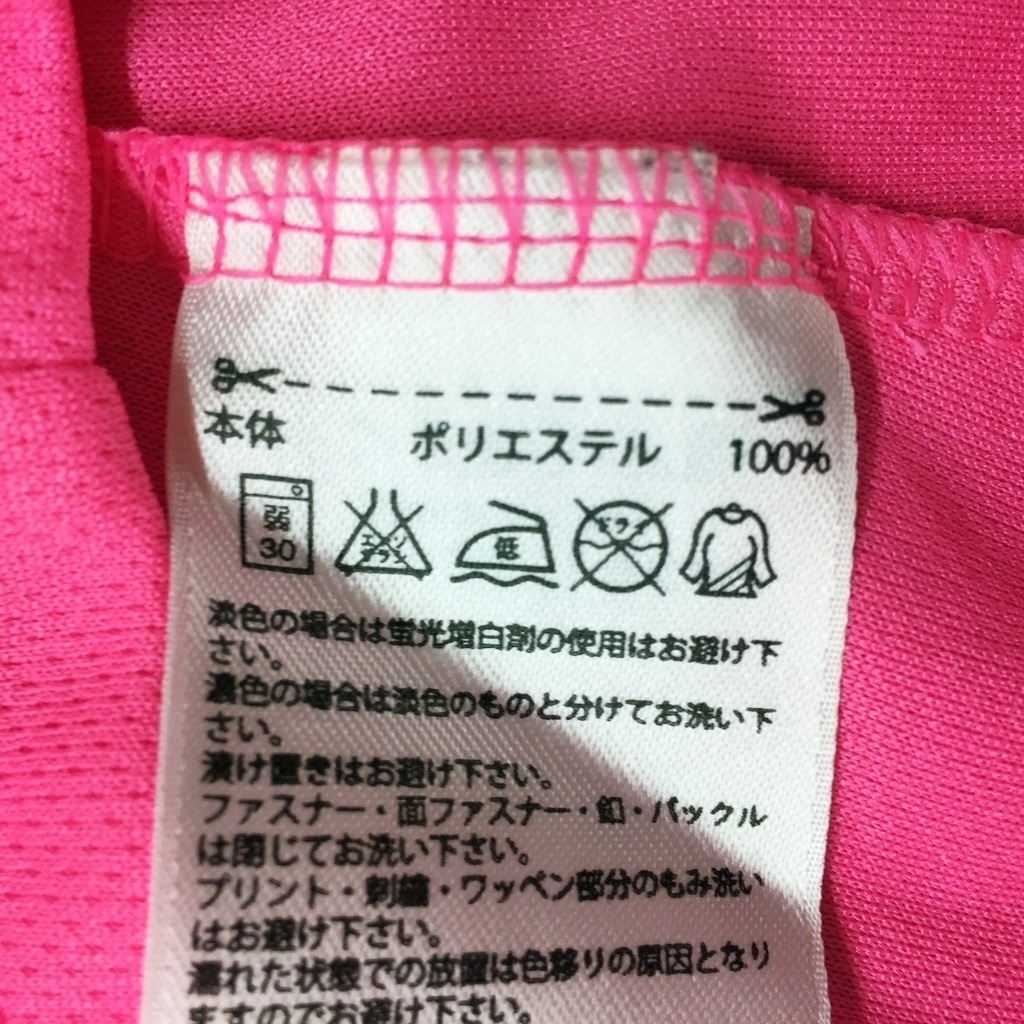 本体 ポリエステル 100%
弱 30
エンソ サラシ
低
ドライ
淡色の場合は蛍光増白剤の使用はお避け下
さい。
濃色の場合は淡色のものと分けてお洗い下
さい。
漬け置きはお避け下さい。
ファスナー・面ファスナー・釦・バックル
は閉じてお洗い下さい。
プリント・刺繍・ワッペン部分のもみ洗い
はお避け下さい。
濡れた状態での放置は色移りの原因となり
ますのでお避け下さい。